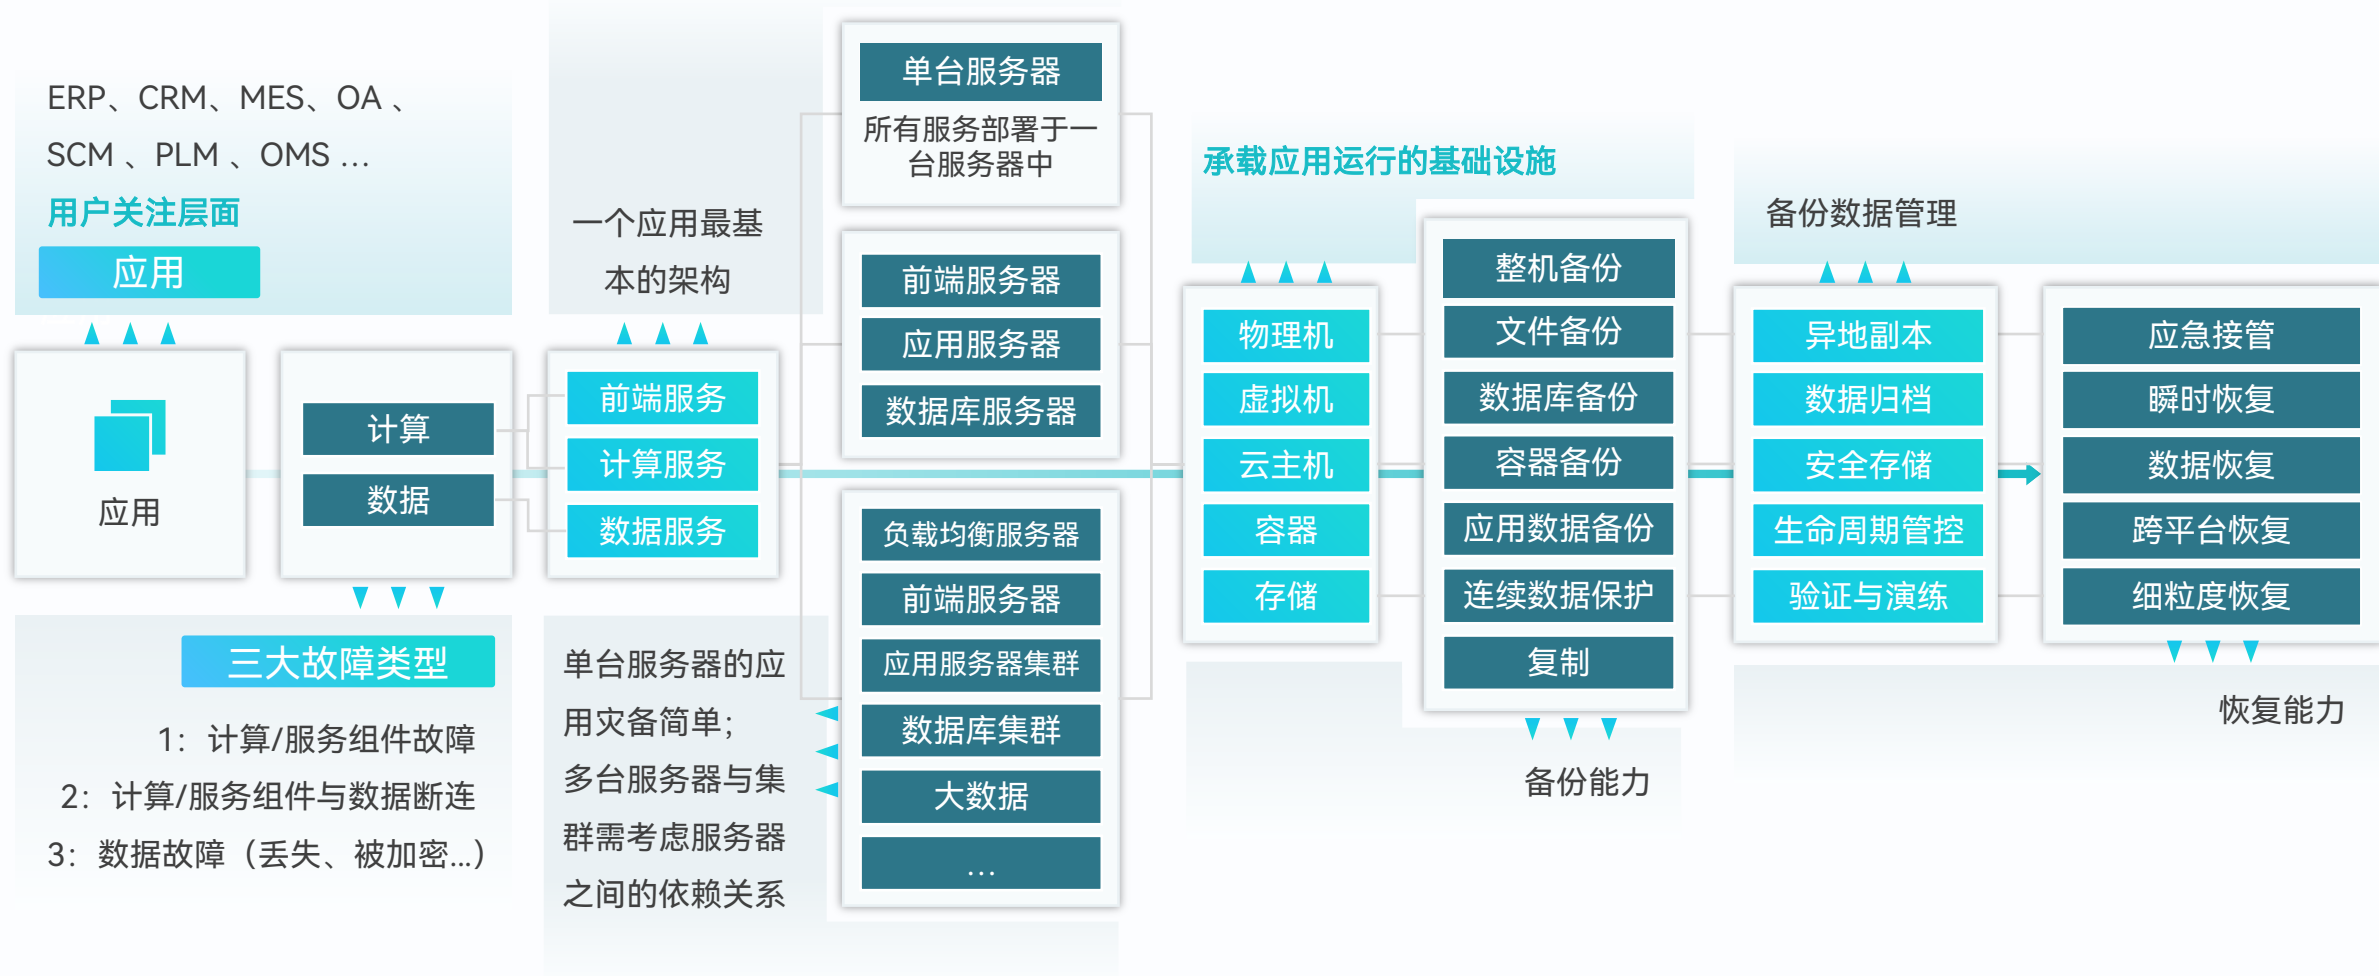 ERP、CRM、MES、OA 、
SCM 、PLM 、OMS ...
用户关注层面
应用
应用
计算
数据
三大故障类型
1：计算/服务组件故障
2：计算/服务组件与数据断连
3：数据故障（丢失、被加密...）
一个应用最基
本的架构
前端服务
计算服务
数据服务
单台服务器的应
用灾备简单；
多台服务器与集
群需考虑服务器
之间的依赖关系
单台服务器
所有服务部署于一
台服务器中
前端服务器
应用服务器
数据库服务器
负载均衡服务器
前端服务器
应用服务器集群
数据库集群
大数据
...
承载应用运行的基础设施
物理机
虚拟机
云主机
容器
存储
整机备份
文件备份
数据库备份
容器备份
应用数据备份
连续数据保护
复制
备份能力
备份数据管理
异地副本
数据归档
安全存储
生命周期管控
验证与演练
应急接管
瞬时恢复
数据恢复
跨平台恢复
细粒度恢复
恢复能力